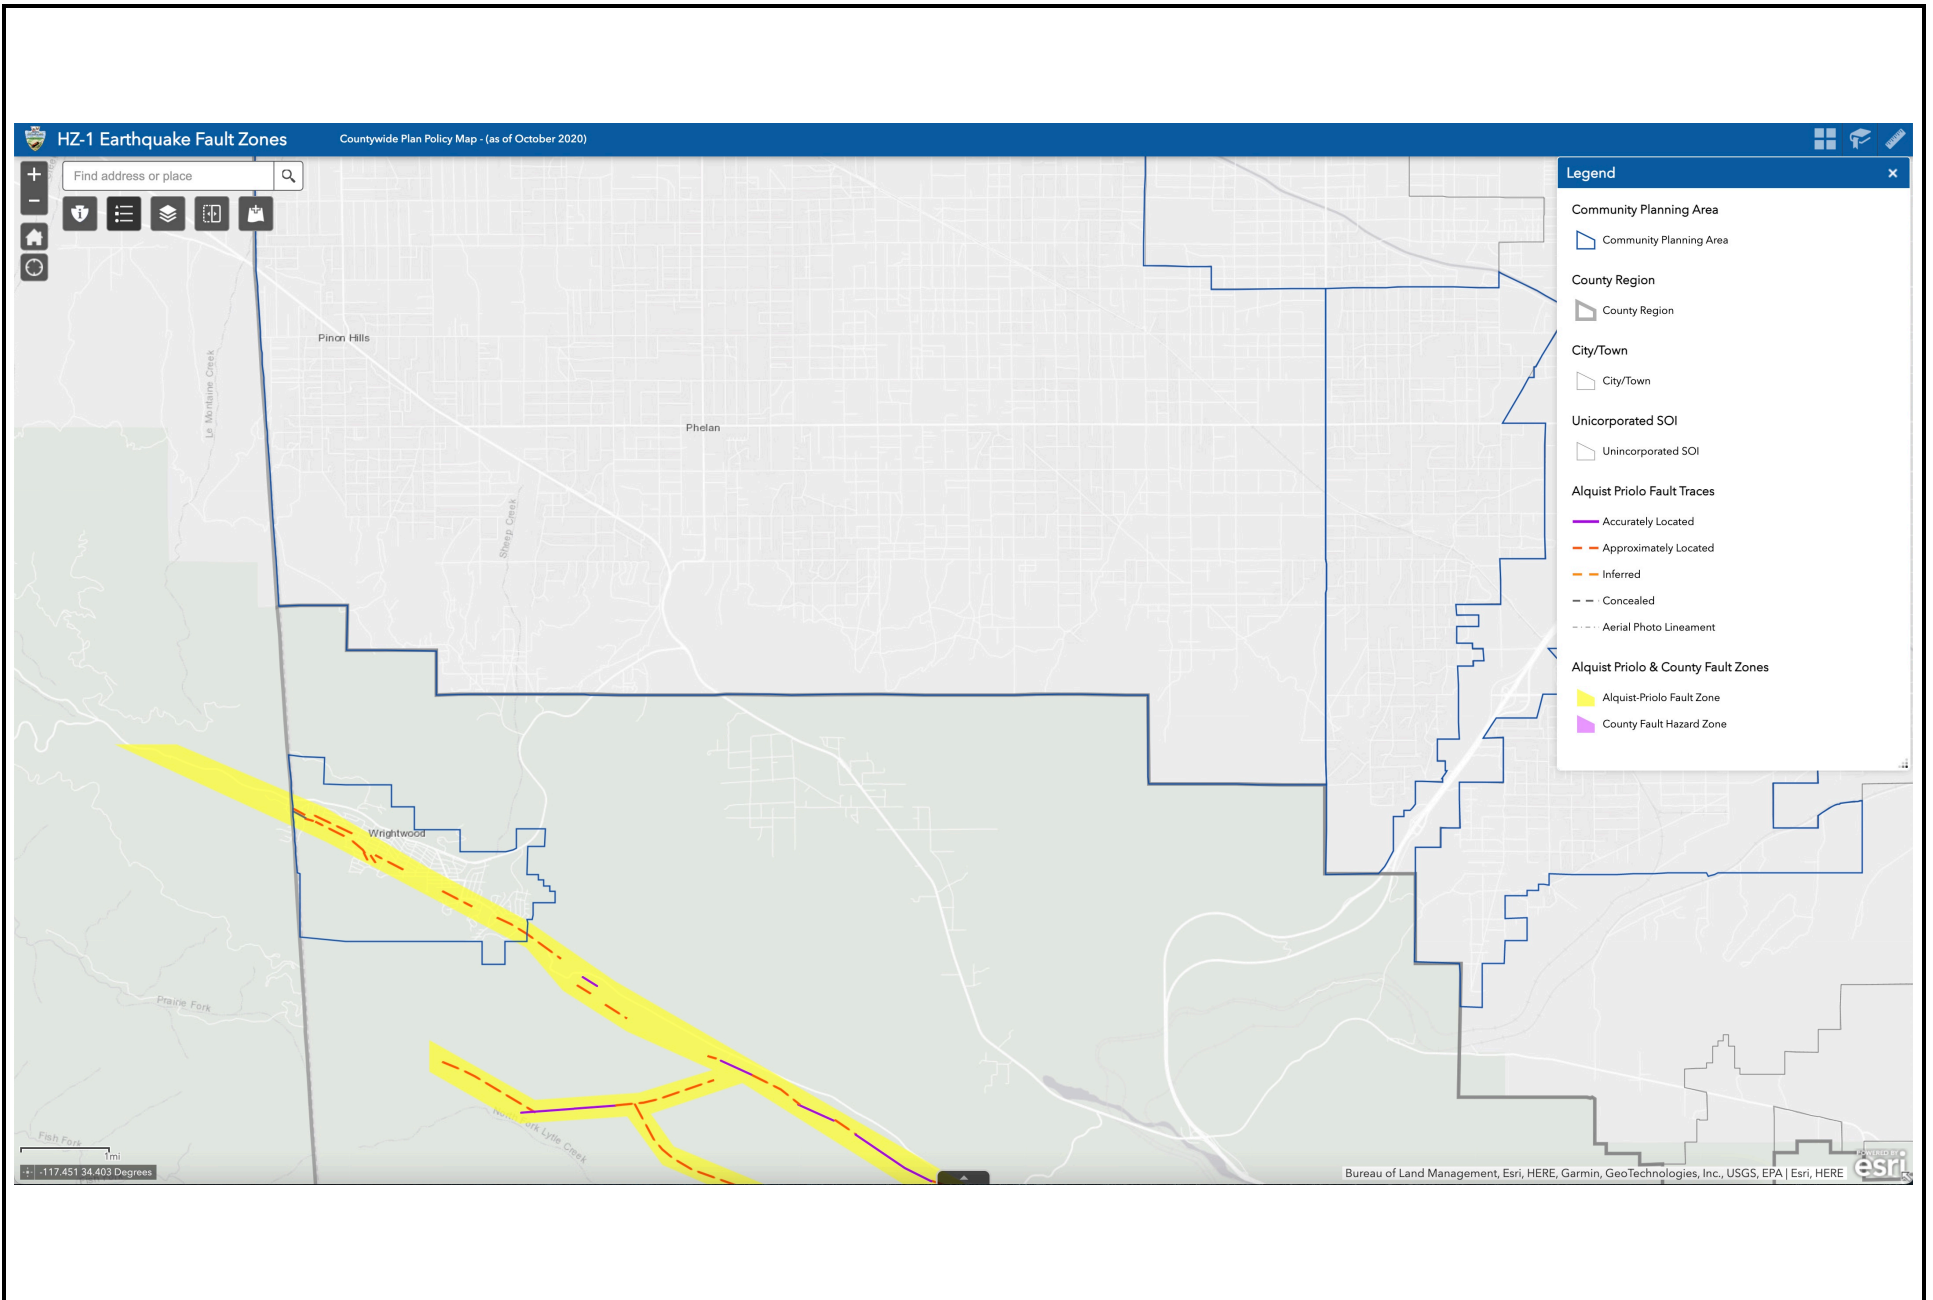 HZ-1 Earthquake Fault Zones
Countywide Plan Policy Map - (as of October 2020)
+
Find address or place
−
Legend
×
Community Planning Area
Community Planning Area
County Region
County Region
City/Town
City/Town
Unicorporated SOI
Unincorporated SOI
Alquist Priolo Fault Traces
Accurately Located
Approximately Located
Inferred
Concealed
Aerial Photo Lineament
Alquist Priolo & County Fault Zones
Alquist-Priolo Fault Zone
County Fault Hazard Zone
Pinon Hills
Le Montaine Creek
Phelan
Sheep Creek
Wrightwood
Prairie Fork
North Fork Lytle Creek
Fish Fork
1mi
-117.451 34.403 Degrees
Bureau of Land Management, Esri, HERE, Garmin, GeoTechnologies, Inc., USGS, EPA | Esri, HERE
POWERED BY
esri